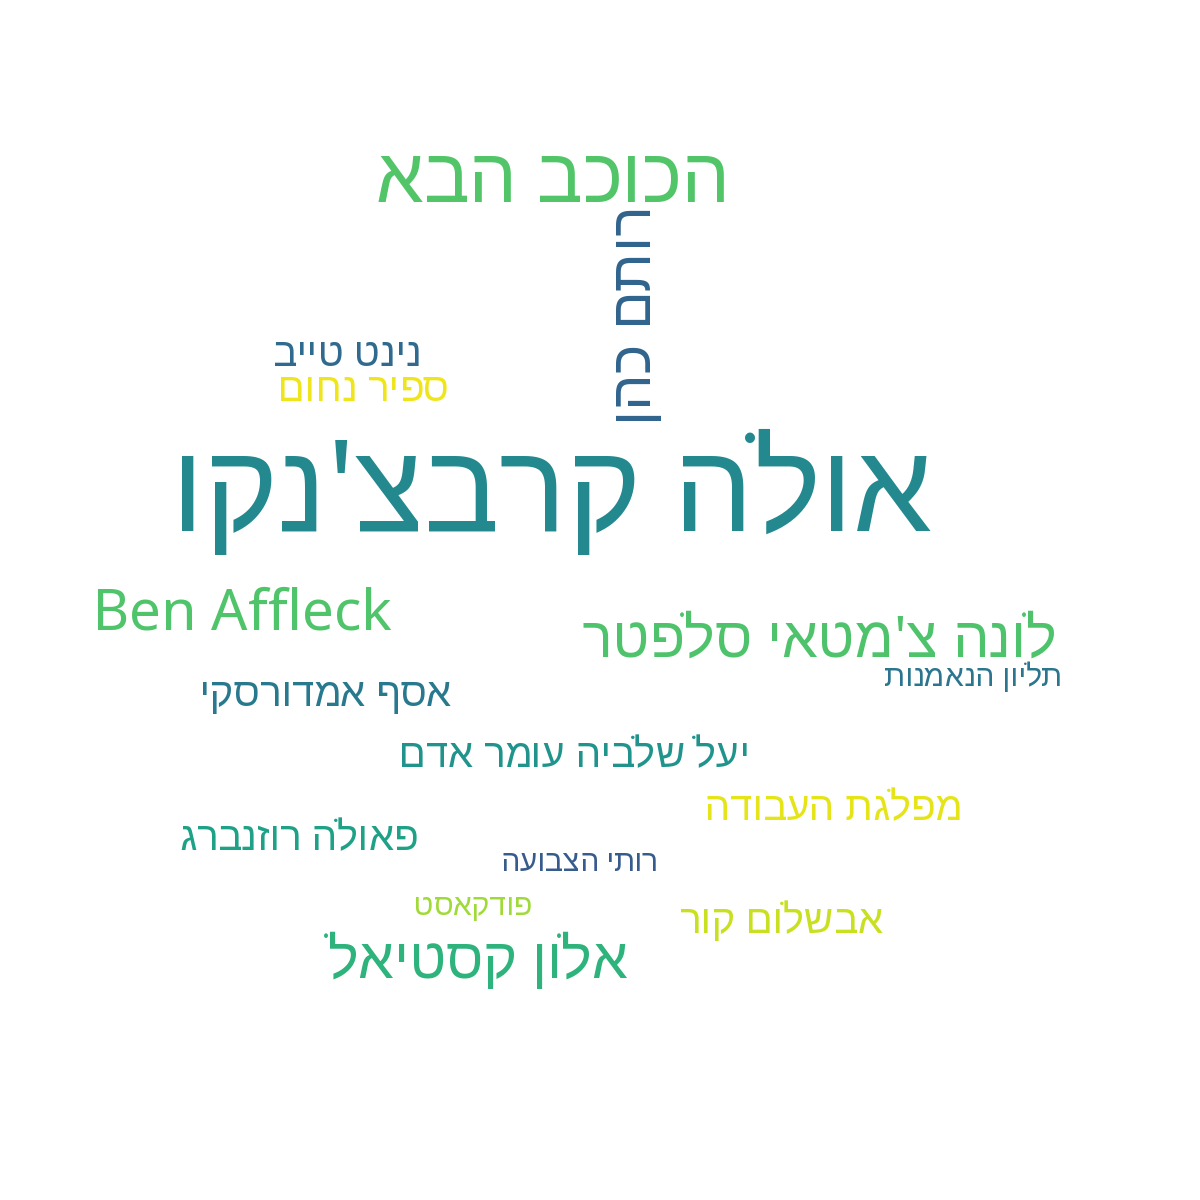 הכוכב הבא
רותם כהן
נינט טייב
ספיר נחום
אולה קרבצ'נקו
Ben Affleck
לונה צ'מטאי סלפטר
תליון הנאמנות
אסף אמדורסקי
יעל שלביה עומר אדם
מפלגת העבודה
פאולה רוזנברג
רותי הצבועה
פודקאסט
אבשלום קור
אלון קסטיאל